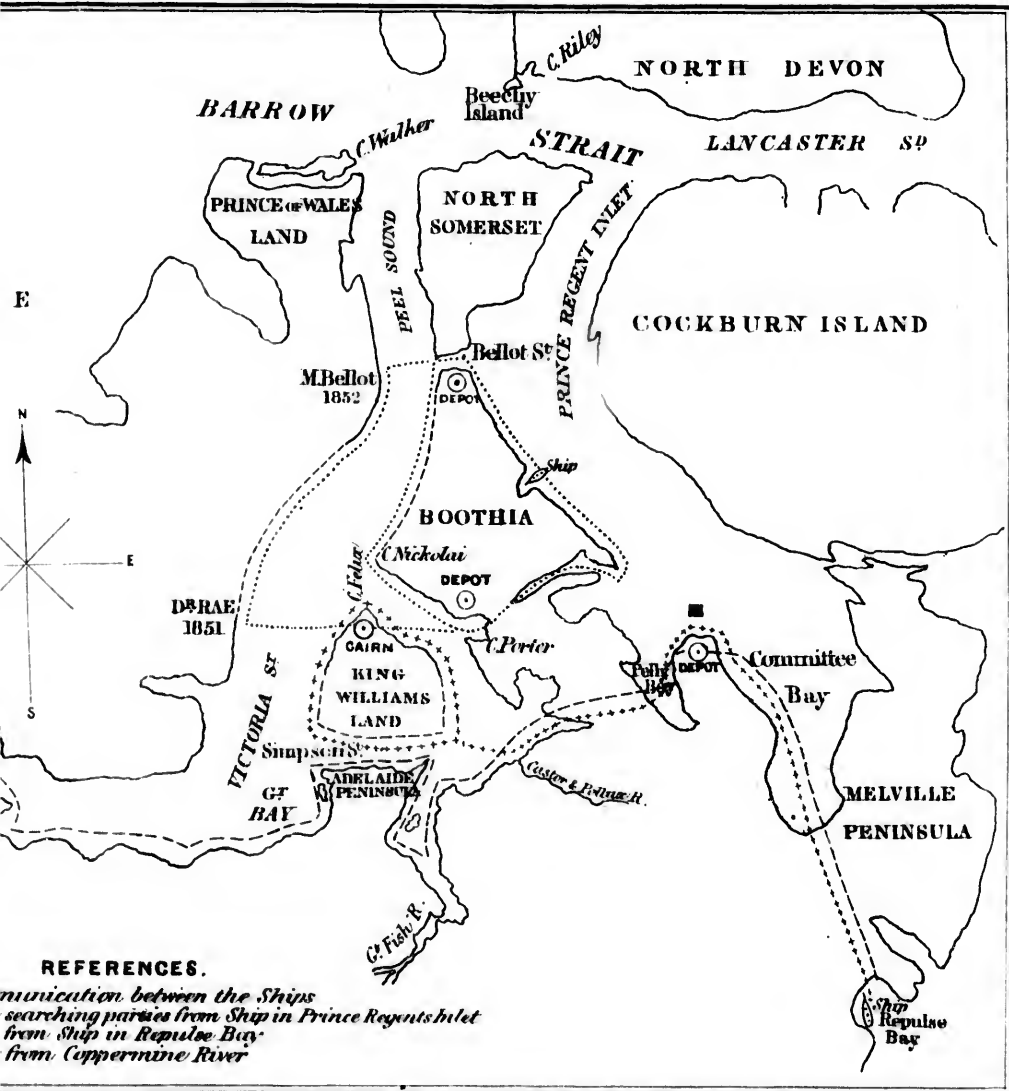 C. Riley
NORTH DEVON
Beechy
Island
BARROW
STRAIT
LANCASTER SD
C. Walker
PRINCE OF WALES
LAND
NORTH
SOMERSET
PEEL SOUND
PRINCE REGENT INLET
E
COCKBURN ISLAND
Bellot St.
M. Bellot
1852
DEPOT
N
Ship
BOOTHIA
E
C. Nickolai
C. Felix
DEPOT
DR. RAE
1851
CAIRN
C. Porter
Pelly
Bay
DEPOT
Committee
Bay
KING
WILLIAMS
LAND
S
VICTORIA ST
Simpson St.
ADELAIDE
PENINSULA
GT
BAY
Castor & Pollux R.
MELVILLE
PENINSULA
Gt. Fish R.
REFERENCES.
munication between the Ships
searching parties from Ship in Prince Regents Inlet
from Ship in Repulse Bay
from Coppermine River
Ship
Repulse
Bay